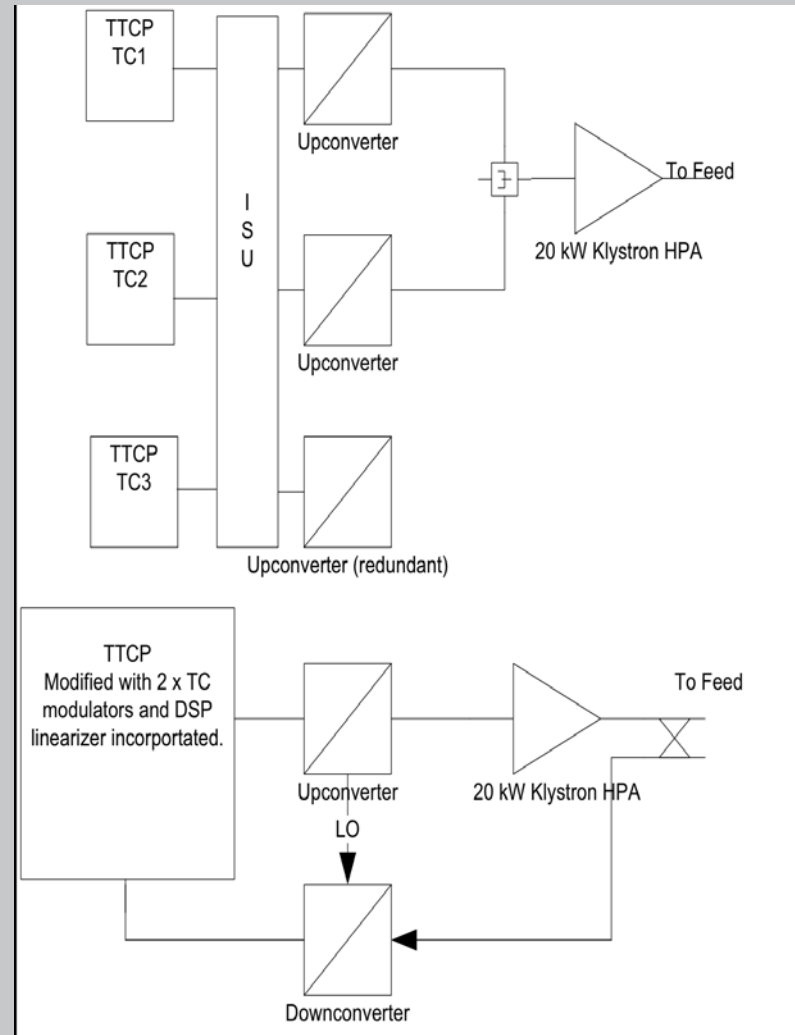 TTCP
TC1
Upconverter
To Feed
20 kW Klystron HPA
I
S
U
TTCP
TC2
Upconverter
TTCP
TC3
Upconverter (redundant)
TTCP
Modified with 2 x TC
modulators and DSP
linearizer incorportated.
To Feed
Upconverter
20 kW Klystron HPA
LO
Downconverter